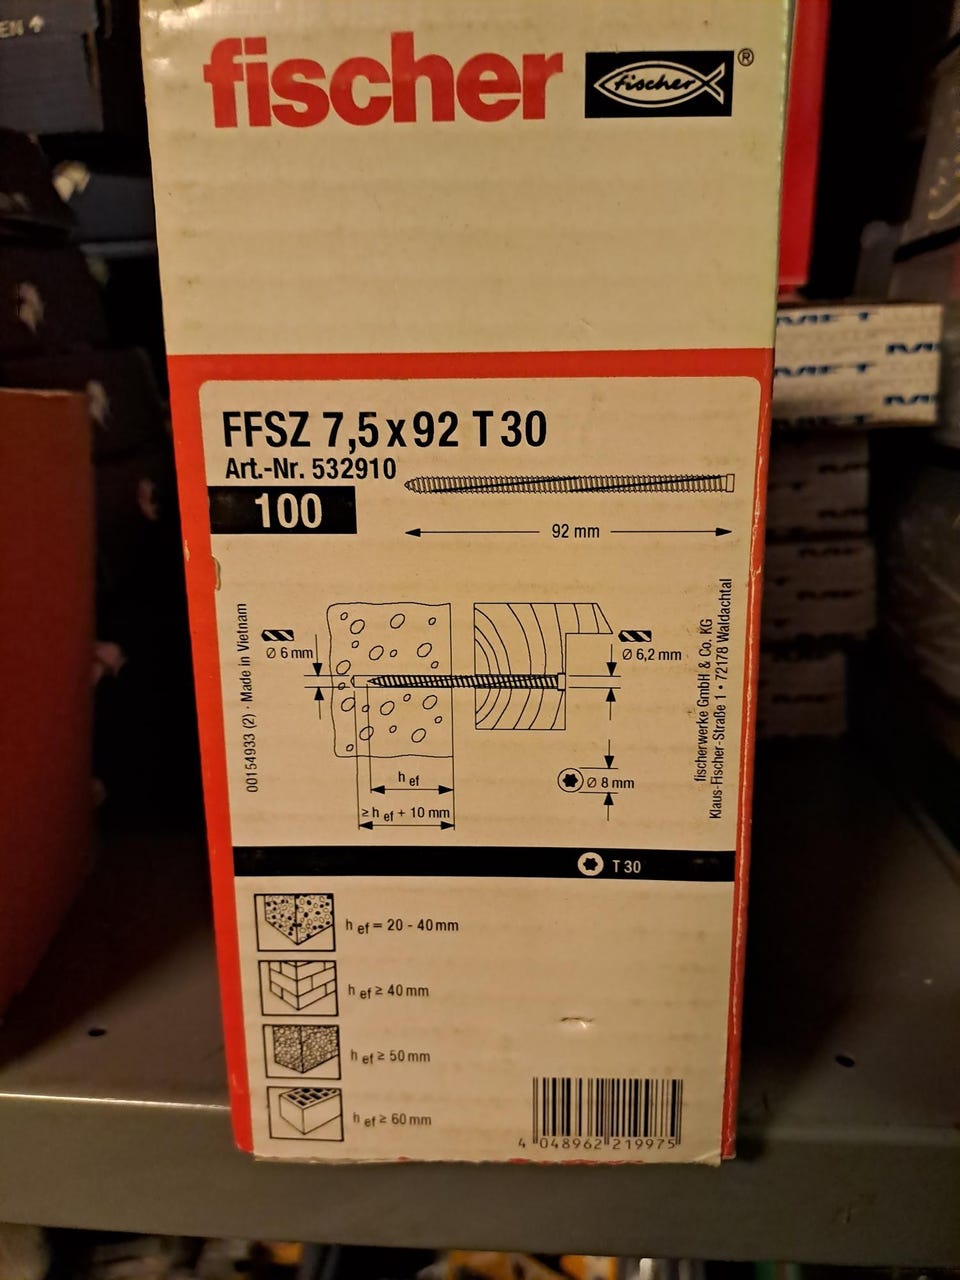 EN
fischer
fischer ®
FFSZ 7,5 x 92 T 30
Art.-Nr. 532910
100
92 mm
00154933 (2) · Made in Vietnam
Ø 6 mm
Ø 6,2 mm
fischerwerke GmbH & Co. KG
Klaus-Fischer-Straße 1 • 72178 Waldachtal
h ef
≥ h ef + 10 mm
Ø 8 mm
T 30
h ef = 20 - 40 mm
h ef ≥ 40 mm
h ef ≥ 50 mm
h ef ≥ 60 mm
4 048962 219975